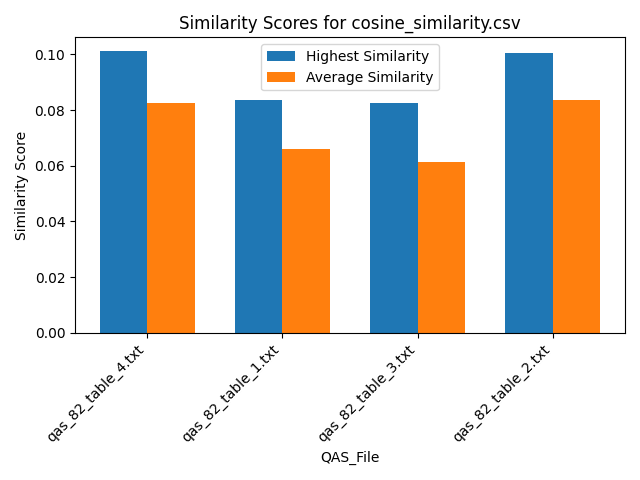 Similarity Scores for cosine_similarity.csv
Highest Similarity
Average Similarity
Similarity Score
0.10
0.08
0.06
0.04
0.02
0.00
qas_82_table_4.txt
qas_82_table_1.txt
qas_82_table_3.txt
qas_82_table_2.txt
QAS_File